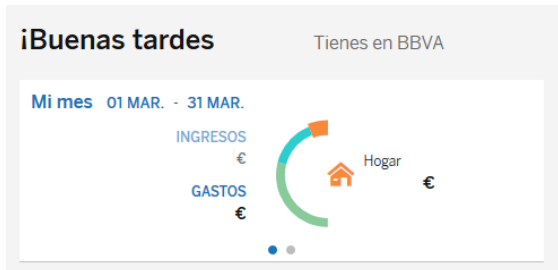 ¡Buenas tardes
Tienes en BBVA
Mi mes 01 MAR. - 31 MAR.
INGRESOS
€
GASTOS
€
Hogar
€